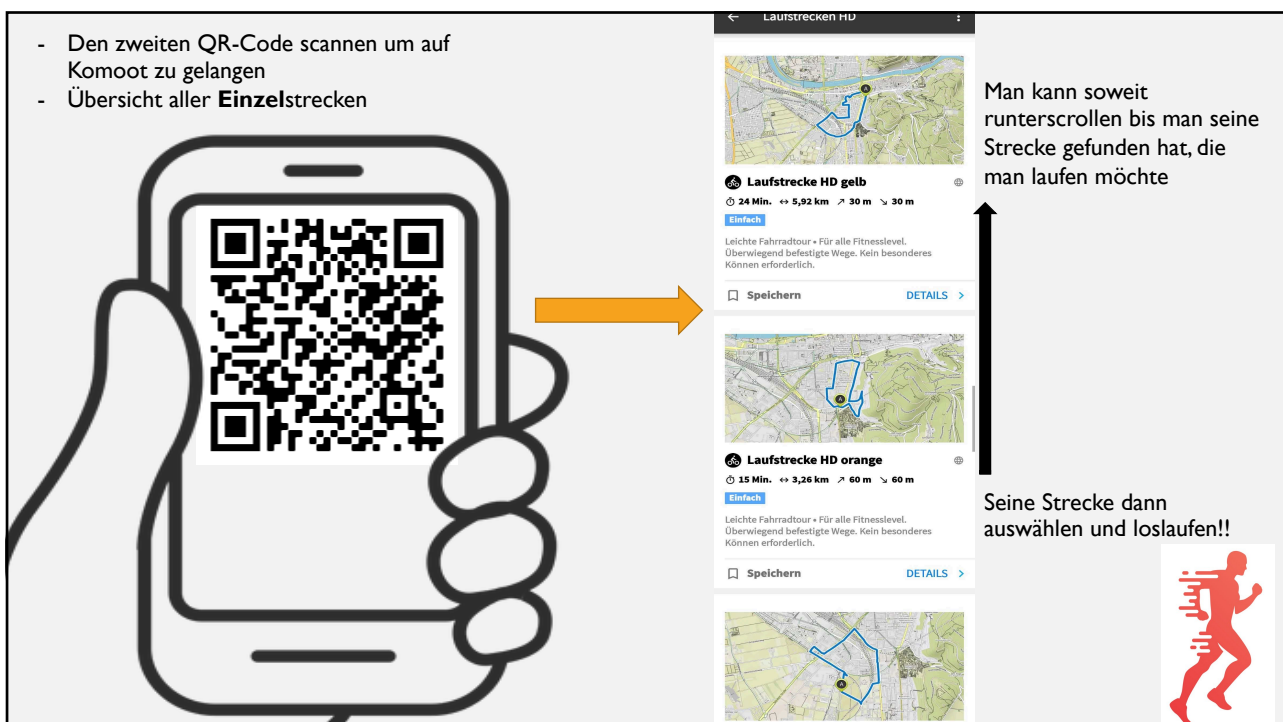 - Den zweiten QR-Code scannen um auf
Komoot zu gelangen
- Übersicht aller Einzelstrecken
Laufstrecken HD
A
Laufstrecke HD gelb
24 Min. ↔ 5,92 km ↗ 30 m ↘ 30 m
Einfach
Leichte Fahrradtour • Für alle Fitnesslevel.
Überwiegend befestigte Wege. Kein besonderes
Können erforderlich.
Speichern DETAILS >
A
Laufstrecke HD orange
15 Min. ↔ 3,26 km ↗ 60 m ↘ 60 m
Einfach
Leichte Fahrradtour • Für alle Fitnesslevel.
Überwiegend befestigte Wege. Kein besonderes
Können erforderlich.
Speichern DETAILS >
A
Man kann soweit
runterscrollen bis man seine
Strecke gefunden hat, die
man laufen möchte
Seine Strecke dann
auswählen und loslaufen!!